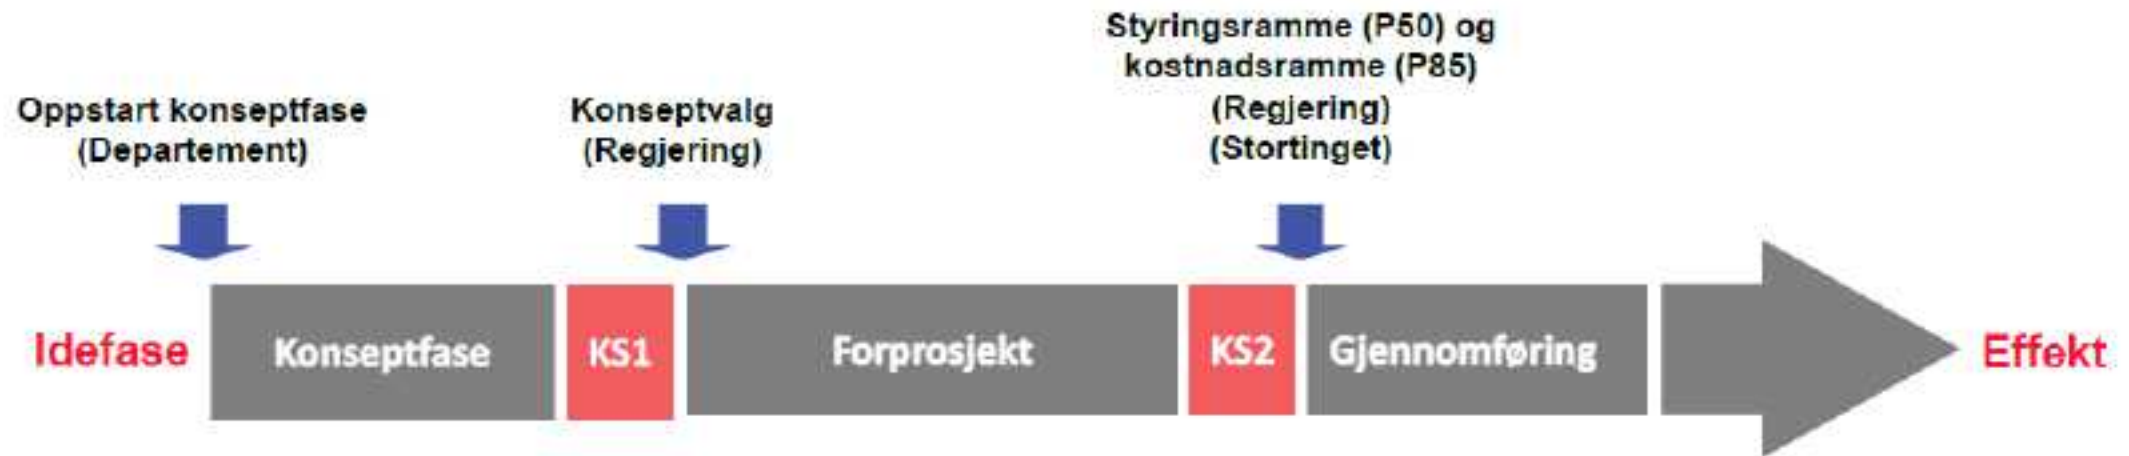 Styringsramme (P50) og
kostnadsramme (P85)
(Regjering)
(Stortinget)
Oppstart konseptfase
(Departement)
Konseptvalg
(Regjering)
Idefase
Konseptfase
KS1
Forprosjekt
KS2
Gjennomføring
Effekt